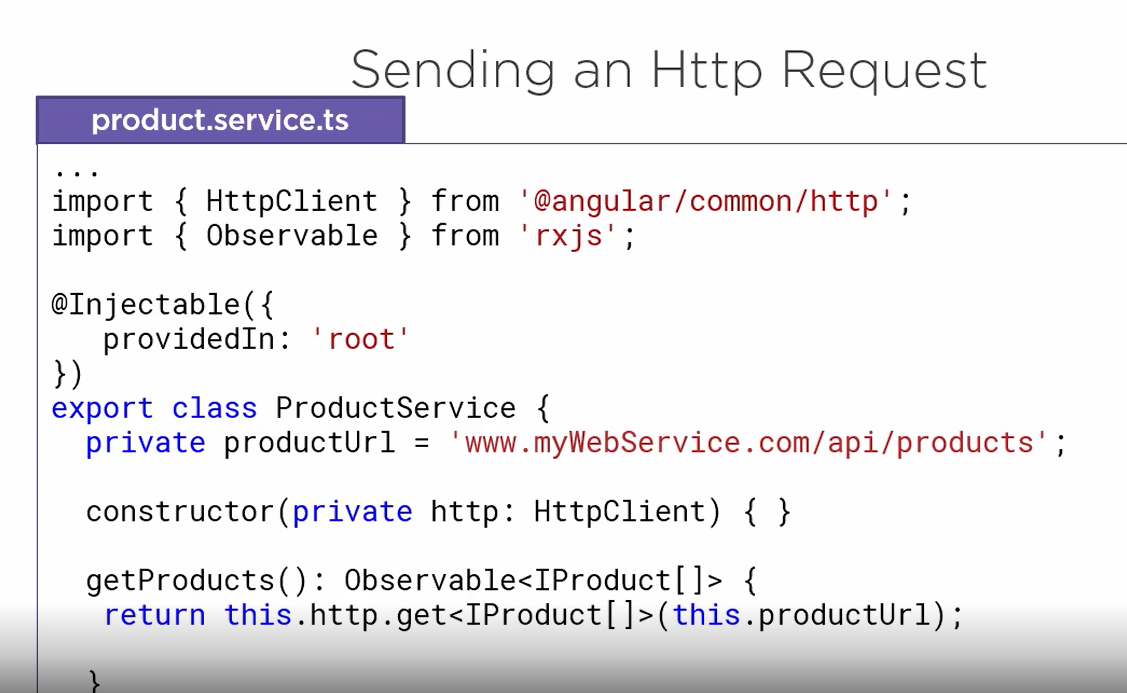 Sending an Http Request
product.service.ts
...
import { HttpClient } from '@angular/common/http';
import { Observable } from 'rxjs';
@Injectable({
providedIn: 'root'
})
export class ProductService {
private productUrl = 'www.myWebService.com/api/products';
constructor(private http: HttpClient) { }
getProducts(): Observable<IProduct[]> {
return this.http.get<IProduct[]>(this.productUrl);
}